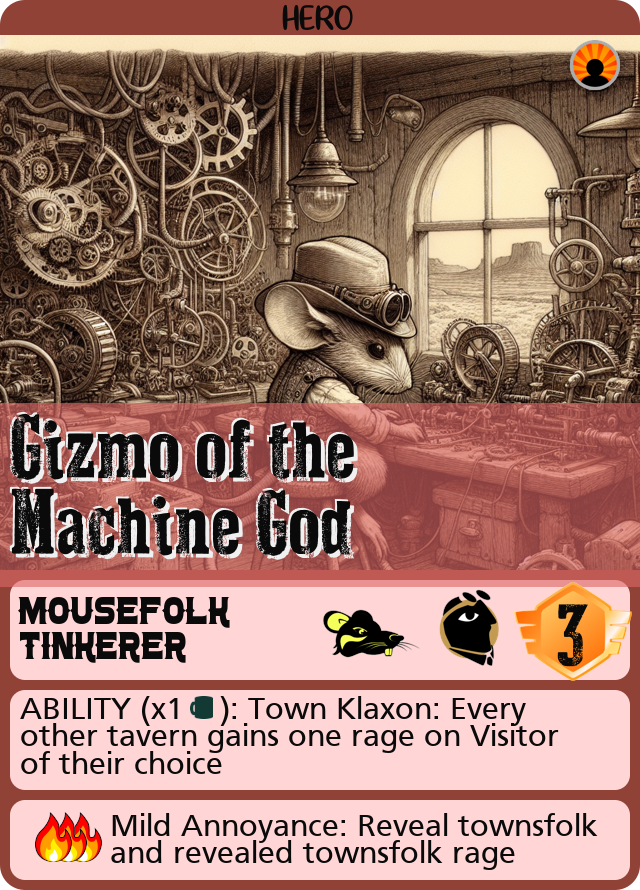 HERO
Gizmo of the
Machine God
MOUSEFOLK
TINKERER
3
ABILITY (x1 ): Town Klaxon: Every
other tavern gains one rage on Visitor
of their choice
Mild Annoyance: Reveal townsfolk
and revealed townsfolk rage